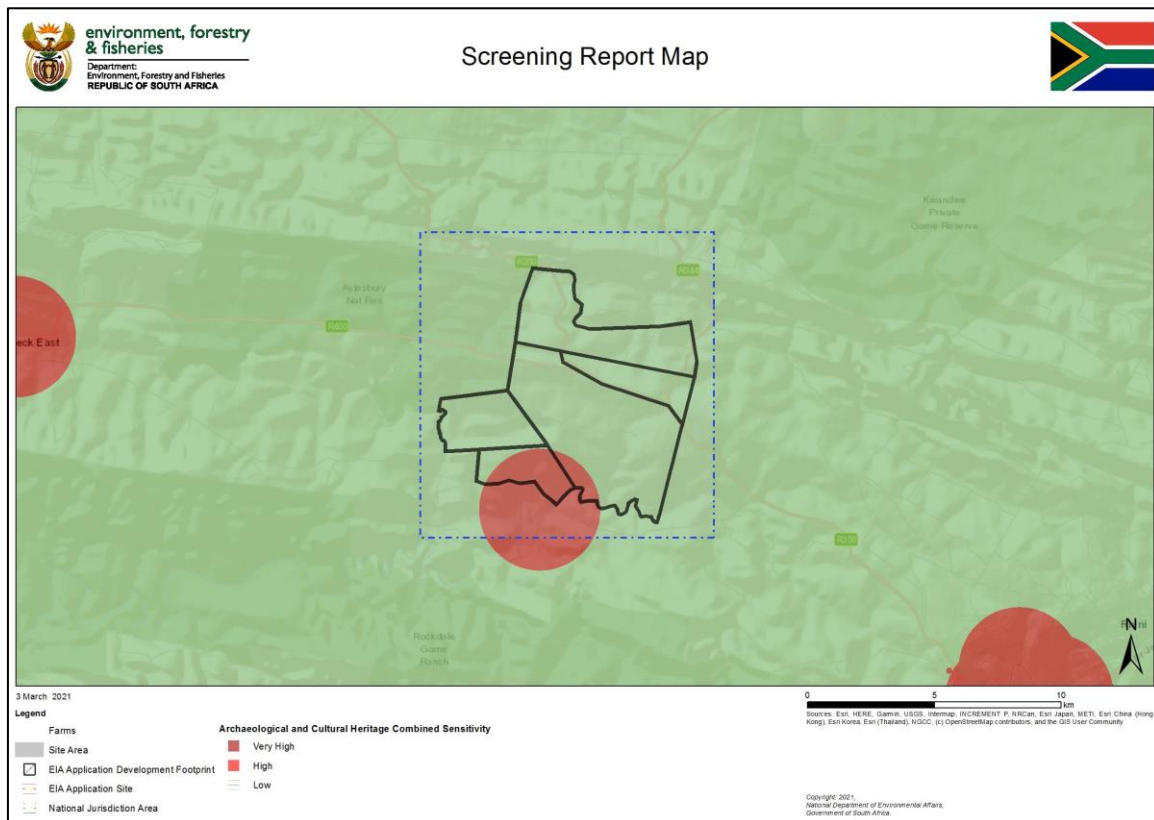 environment, forestry
& fisheries
Department:
Environment, Forestry and Fisheries
REPUBLIC OF SOUTH AFRICA
Screening Report Map
Kwandwe
Private
Game Reserve
Aylesbury
Nat Res
R400
R344
R400
eck East
R350
Rockdale
Game
Ranch
N
3 March 2021
0 5 10
km
Sources: Esri, HERE, Garmin, USGS, Intermap, INCREMENT P, NRCan, Esri Japan, METI, Esri China (Hong
Kong), Esri Korea, Esri (Thailand), NGCC, (c) OpenStreetMap contributors, and the GIS User Community
Legend
Farms
Site Area
EIA Application Development Footprint
EIA Application Site
National Jurisdiction Area
Archaeological and Cultural Heritage Combined Sensitivity
Very High
High
Low
Copyright: 2021,
National Department of Environmental Affairs,
Government of South Africa.